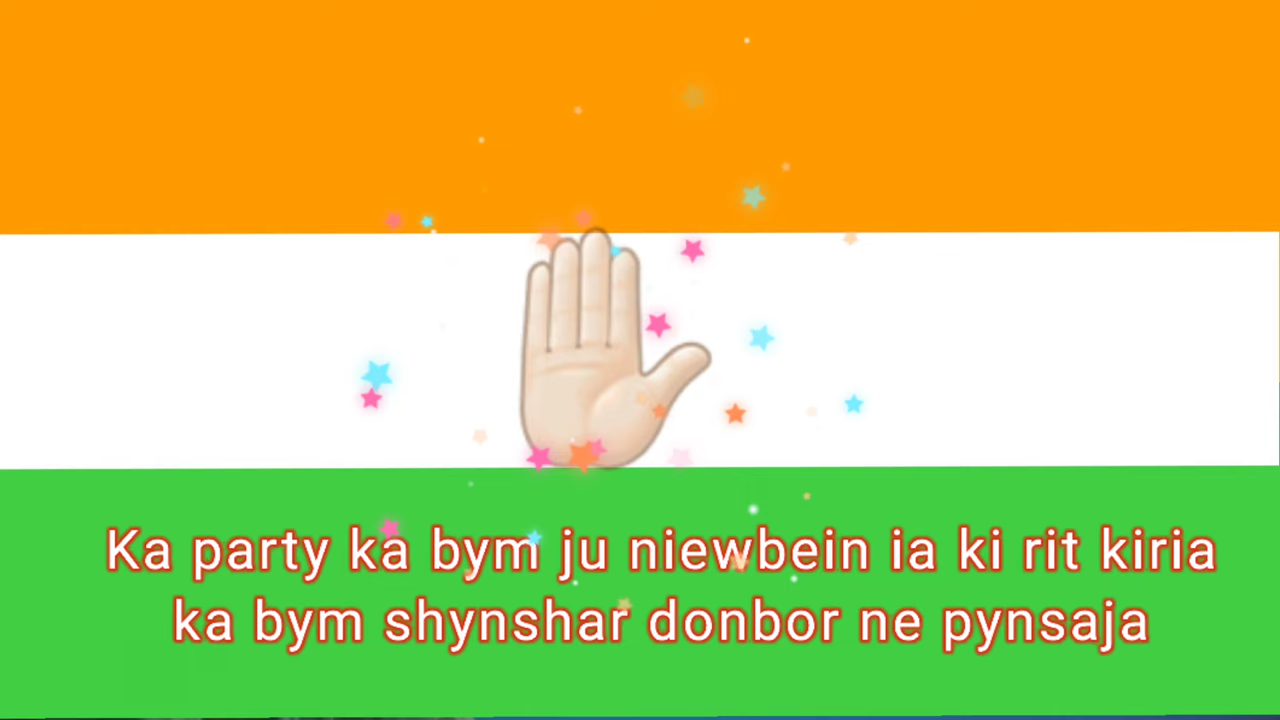 Ka party ka bym ju niewbein ia ki rit kiria
ka bym shynshar donbor ne pynsaja